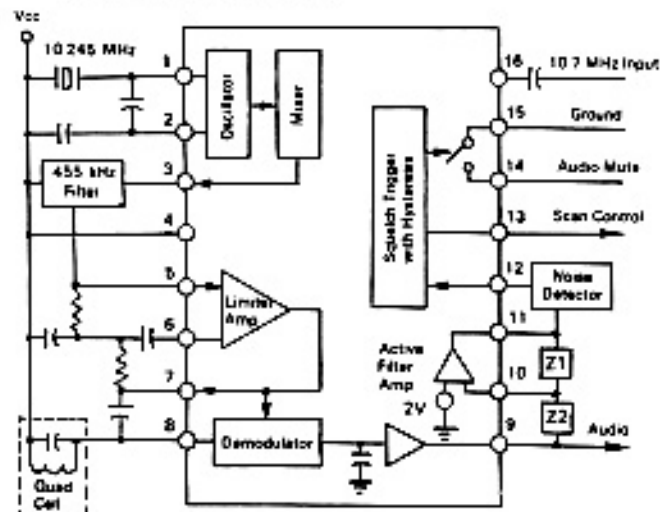 Vcc
10.245 MHz
1
Oscillator
Mixer
16
10.7 MHz Input
2
15
Ground
455 kHz
Filter
3
14
Audio Mute
4
13
Scan Control
Squelch Trigger
with Hysteresis
5
12
Noise
Detector
Limiter
Amp
6
11
Active
Filter
Amp
Z1
7
10
2V
Z2
8
Demodulator
9
Audio
Quad
Coil